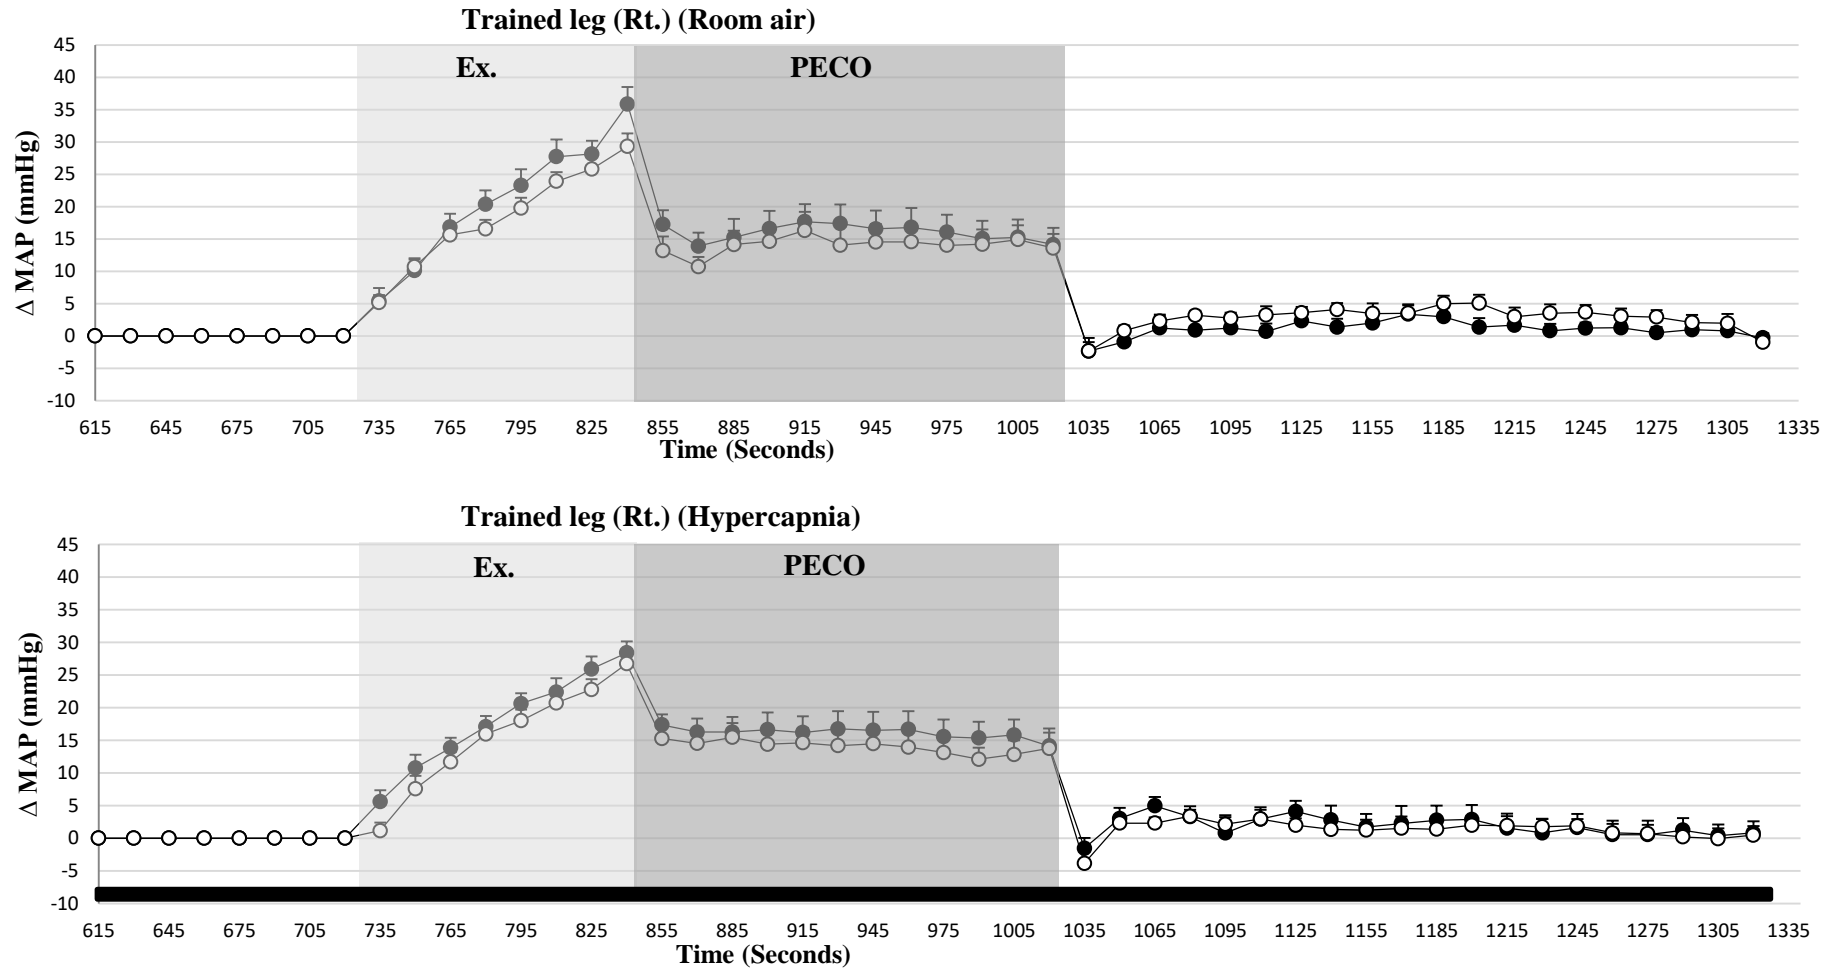 Trained leg (Rt.) (Room air)
45
40
35
30
25
20
15
10
5
0
-5
-10
Δ MAP (mmHg)
Ex.
PECO
615 645 675 705 735 765 795 825 855 885 915 945 975 1005 1035 1065 1095 1125 1155 1185 1215 1245 1275 1305 1335
Time (Seconds)
Trained leg (Rt.) (Hypercapnia)
45
40
35
30
25
20
15
10
5
0
-5
-10
Δ MAP (mmHg)
Ex.
PECO
615 645 675 705 735 765 795 825 855 885 915 945 975 1005 1035 1065 1095 1125 1155 1185 1215 1245 1275 1305 1335
Time (Seconds)